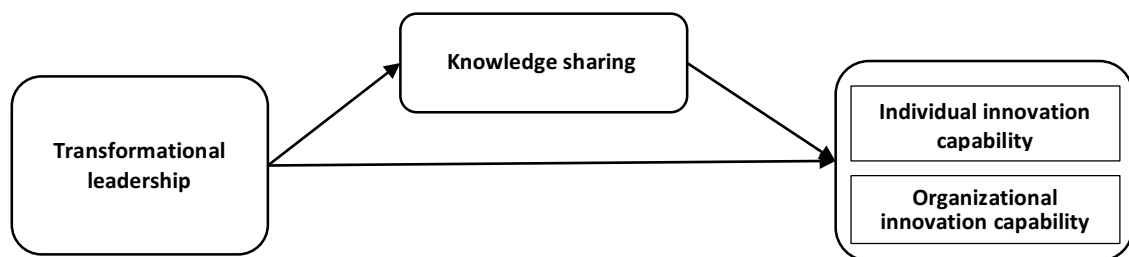 Knowledge sharing
Transformational
leadership
Individual innovation
capability
Organizational
innovation capability